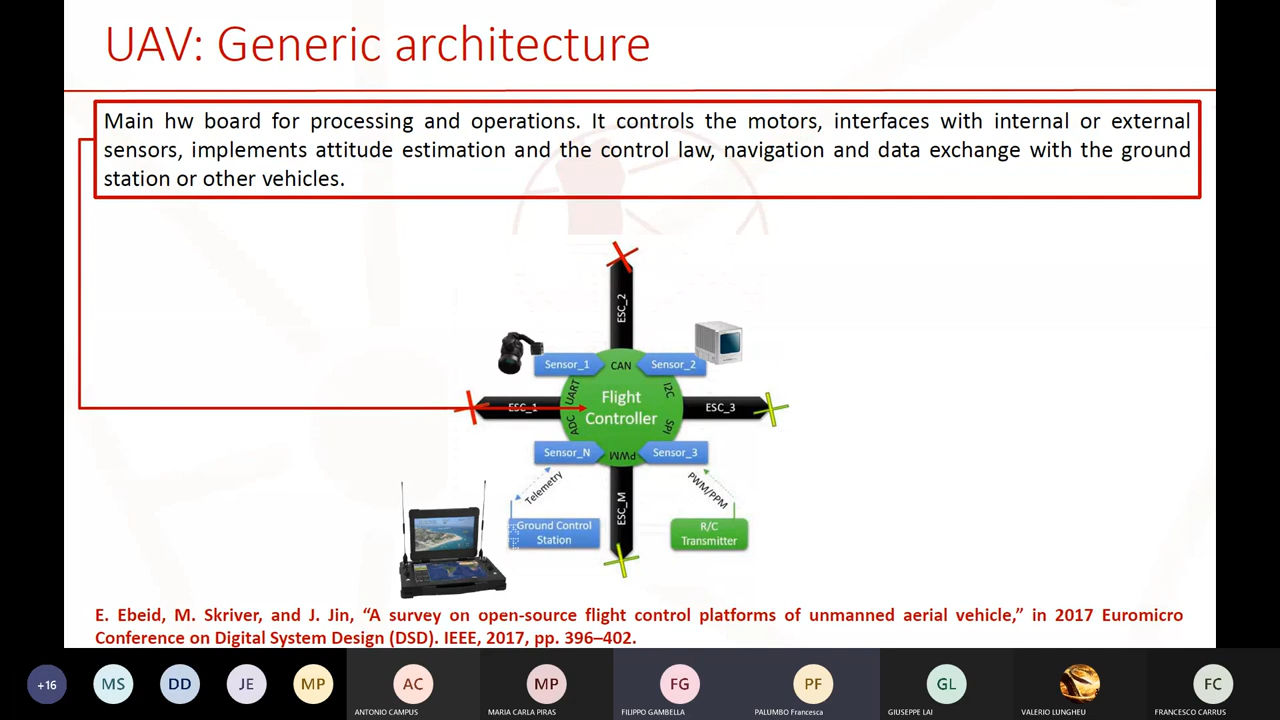 UAV: Generic architecture
Main hw board for processing and operations. It controls the motors, interfaces with internal or external
sensors, implements attitude estimation and the control law, navigation and data exchange with the ground
station or other vehicles.
ESC_2
Sensor_1
CAN
Sensor_2
UART
I2C
ESC_1
Flight
Controller
ESC_3
ADC
SPI
Sensor_N
PWM
Sensor_3
Telemetry
ESC_M
PWM/PPM
Ground Control
Station
R/C
Transmitter
E. Ebeid, M. Skriver, and J. Jin, “A survey on open-source flight control platforms of unmanned aerial vehicle,” in 2017 Euromicro
Conference on Digital System Design (DSD). IEEE, 2017, pp. 396–402.
+16
MS
DD
JE
MP
AC
MP
FG
PF
GL
FC
ANTONIO CAMPUS
MARIA CARLA PIRAS
FILIPPO GAMBELLA
PALUMBO Francesca
GIUSEPPE LAI
VALERIO LUNGHEU
FRANCESCO CARRUS